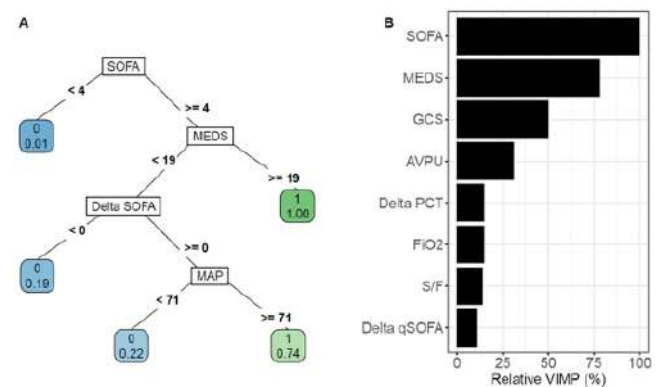 A
SOFA
< 4
>= 4
0
0.01
MEDS
< 19
>= 19
Delta SOFA
1
1.00
< 0
>= 0
0
0.19
MAP
< 71
>= 71
0
0.22
1
0.74
B
SOFA
MEDS
GCS
AVPU
Delta PCT
FiO2
S/F
Delta qSOFA
0 25 50 75 100
Relative VIMP (%)